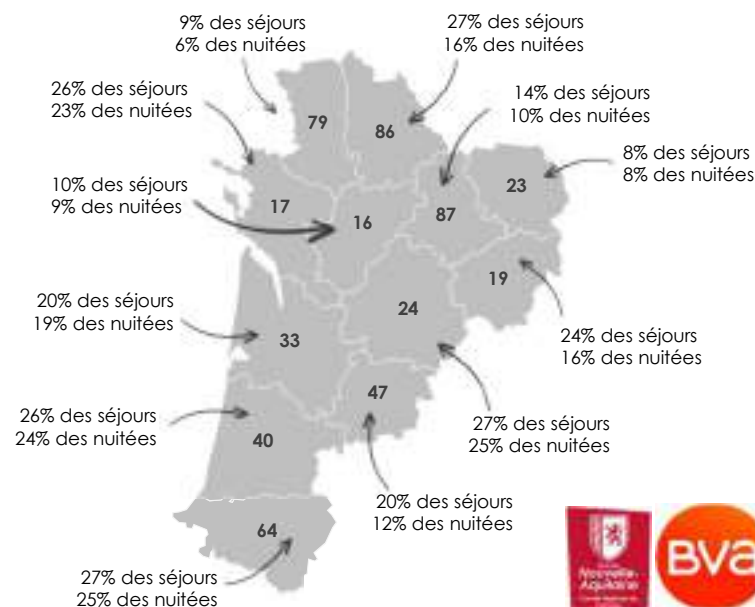 9% des séjours
6% des nuitées
27% des séjours
16% des nuitées
26% des séjours
23% des nuitées
14% des séjours
10% des nuitées
79
86
8% des séjours
8% des nuitées
10% des séjours
9% des nuitées
17
16
87
23
19
20% des séjours
19% des nuitées
24
33
24% des séjours
16% des nuitées
47
26% des séjours
24% des nuitées
40
27% des séjours
25% des nuitées
20% des séjours
12% des nuitées
64
27% des séjours
25% des nuitées
Nouvelle-
Aquitaine
BVA